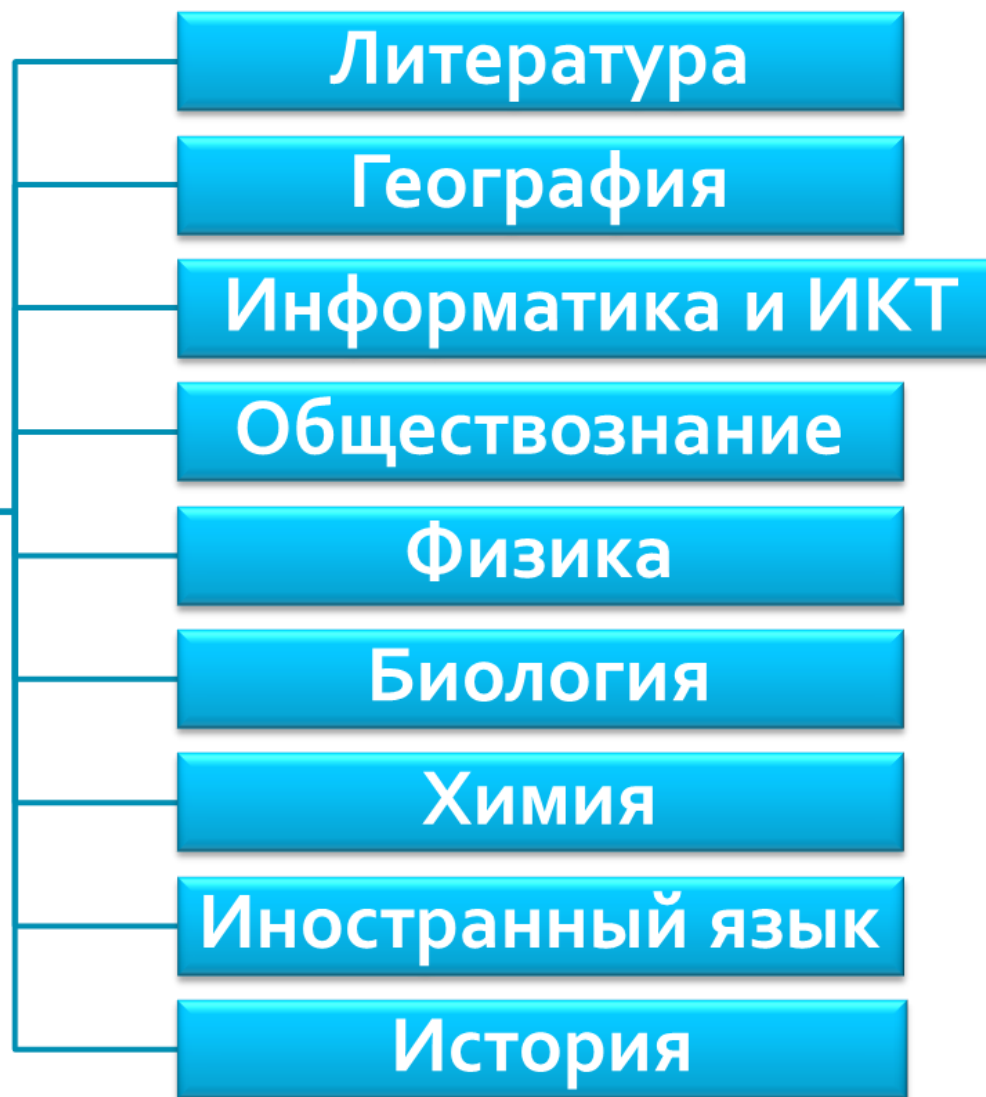 Литература
География
Информатика и ИКТ
Обществознание
Физика
Биология
Химия
Иностранный язык
История